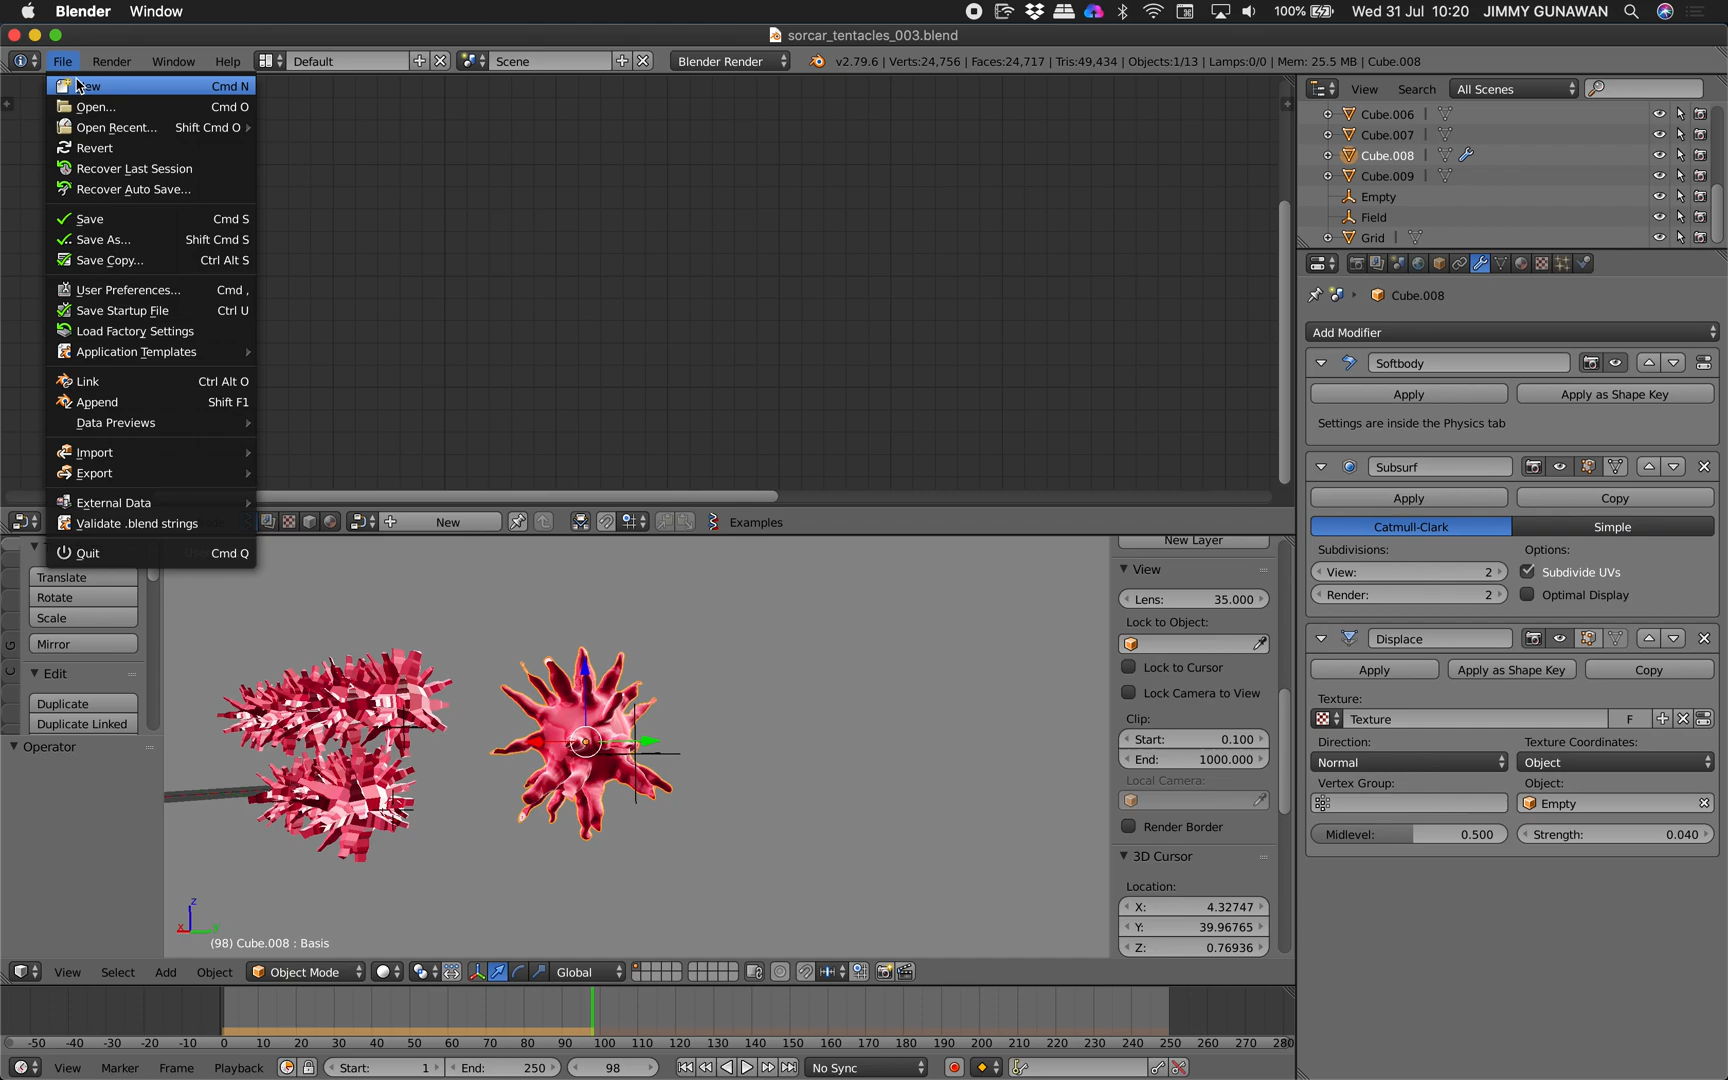 Blender Window 100% Wed 31 Jul 10:20 JIMMY GUNAWAN
sorcar_tentacles_003.blend
File Render Window Help Default Scene Blender Render v2.79.6 | Verts:24,756 | Faces:24,717 | Tris:49,434 | Objects:1/13 | Lamps:0/0 | Mem: 25.5 MB | Cube.008
View Search All Scenes
ew Cmd N
Open... Cmd O
Open Recent... Shift Cmd O
Revert
Recover Last Session
Recover Auto Save...
Save Cmd S
Save As... Shift Cmd S
Save Copy... Ctrl Alt S
User Preferences... Cmd ,
Save Startup File Ctrl U
Load Factory Settings
Application Templates
Link Ctrl Alt O
Append Shift F1
Data Previews
Import
Export
External Data
Validate .blend strings
Quit Cmd Q
Cube.006
Cube.007
Cube.008
Cube.009
Empty
Field
Grid
Cube.008
Add Modifier
Softbody
Apply Apply as Shape Key
Settings are inside the Physics tab
Subsurf
Apply Copy
Catmull-Clark Simple
Subdivisions: Options:
View: 2 Subdivide UVs
Render: 2 Optimal Display
Displace
Apply Apply as Shape Key Copy
Texture:
Texture F
Direction: Texture Coordinates:
Normal Object
Vertex Group: Object:
Empty
Midlevel: 0.500 Strength: 0.040
New Examples
Translate
Rotate
Scale
Mirror
Edit
Duplicate
Duplicate Linked
Operator
G
C
New Layer
View
Lens: 35.000
Lock to Object:
Lock to Cursor
Lock Camera to View
Clip:
Start: 0.100
End: 1000.000
Local Camera:
Render Border
3D Cursor
Location:
X: 4.32747
Y: 39.96765
Z: 0.76936
z
x
(98) Cube.008 : Basis
View Select Add Object Object Mode Global
-50 -40 -30 -20 -10 0 10 20 30 40 50 60 70 80 90 100 110 120 130 140 150 160 170 180 190 200 210 220 230 240 250 260 270 280
View Marker Frame Playback Start: 1 End: 250 98 No Sync